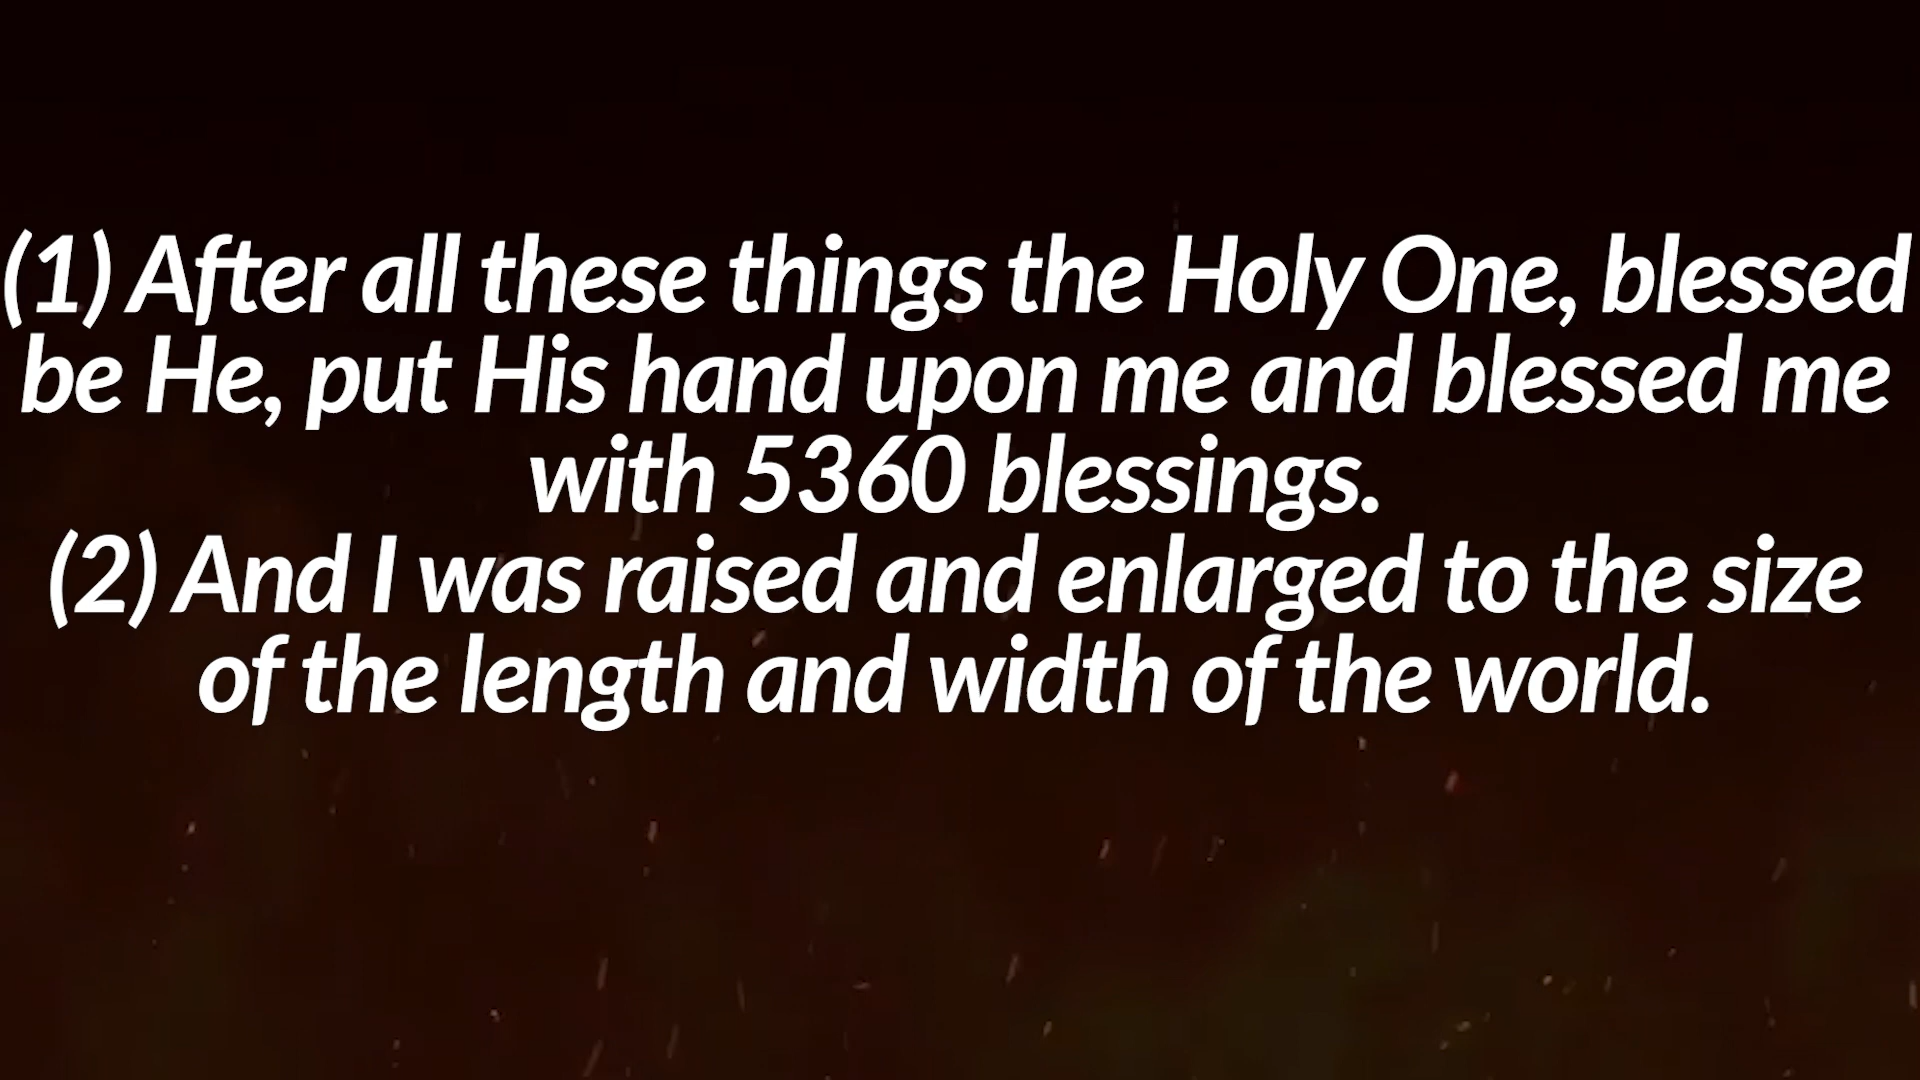 (1) After all these things the Holy One, blessed
be He, put His hand upon me and blessed me
with 5360 blessings.
(2) And I was raised and enlarged to the size
of the length and width of the world.